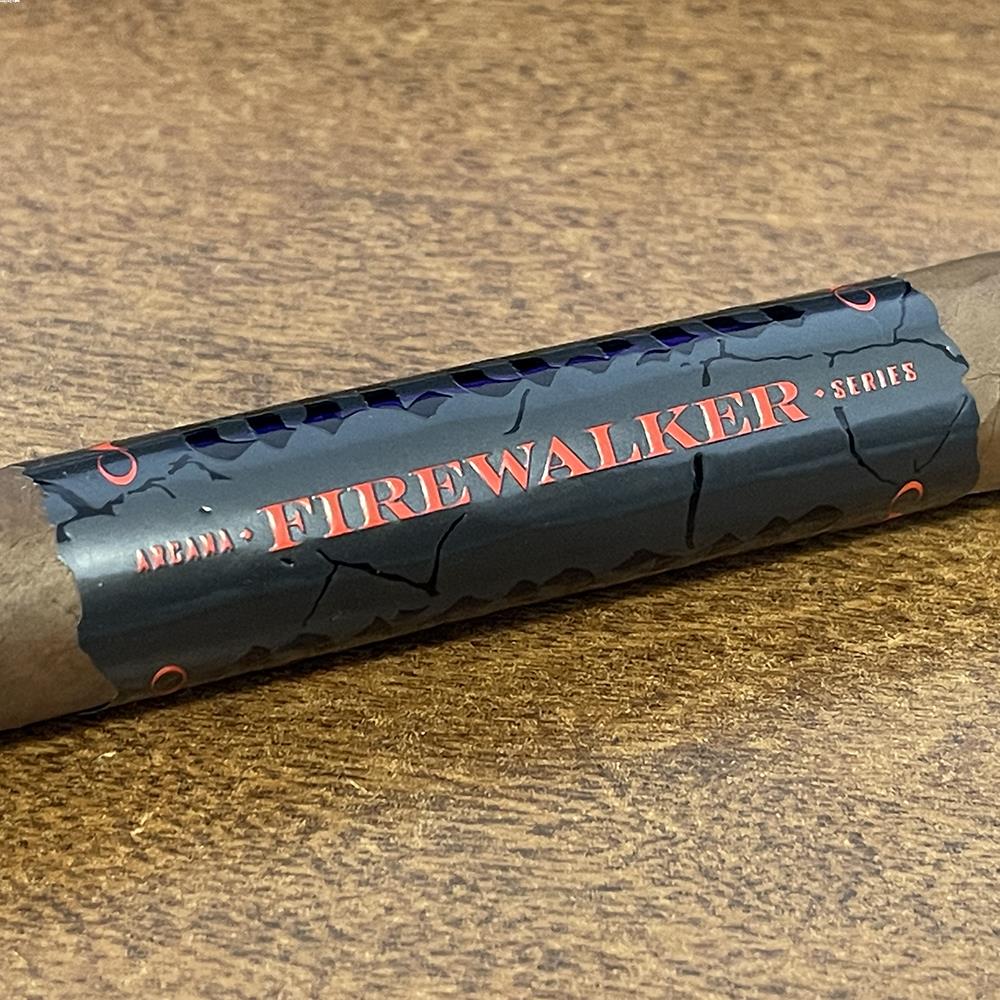 ARCANA • FIREWALKER • SERIES